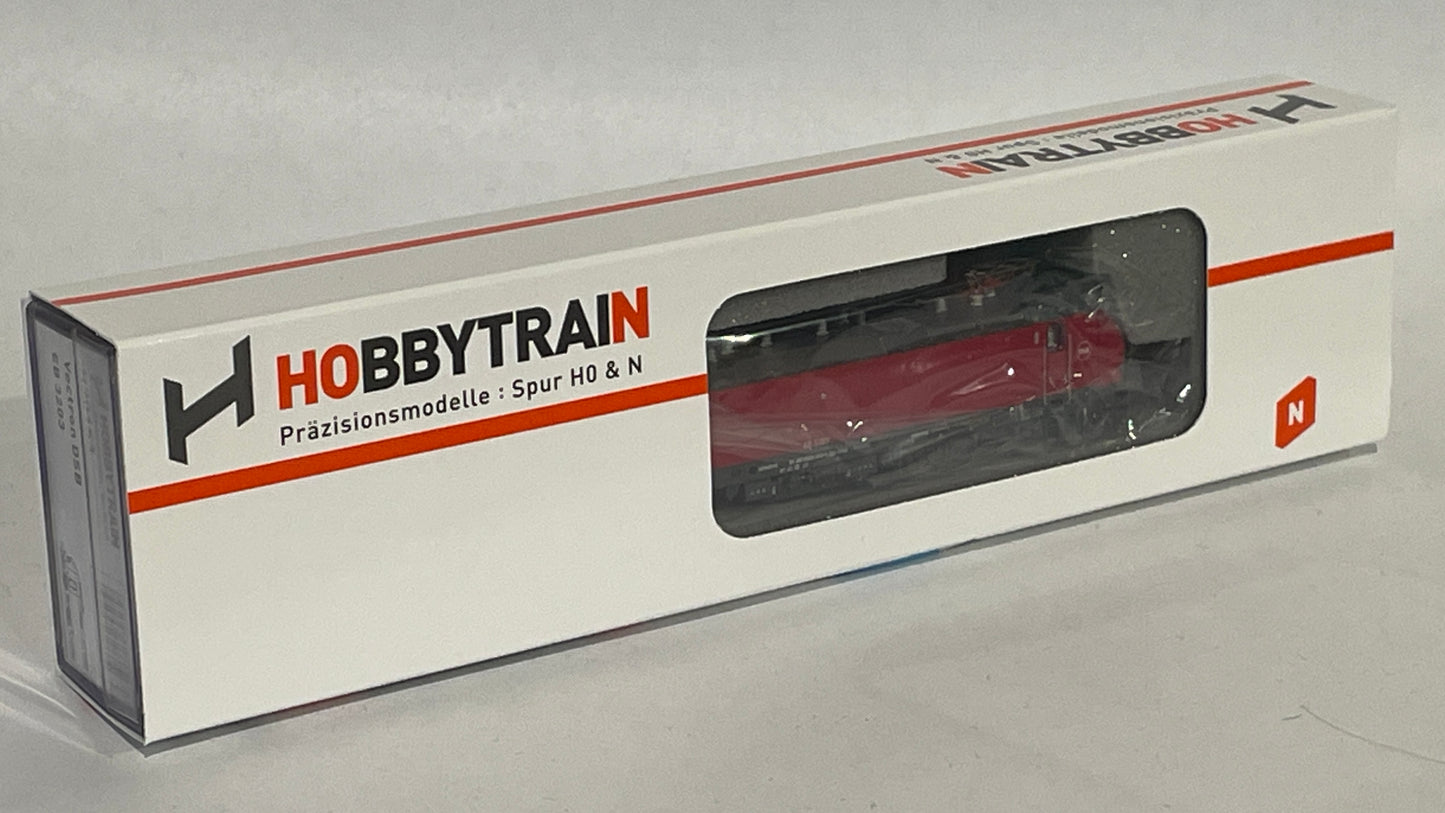 HOBBYTRAIN
Präzisionsmodelle : Spur H0 & N
HOBBYTRAIN
Präzisionsmodelle : Spur H0 & N
N
Vectron DSB
EB 3203
HOBBYTRAIN